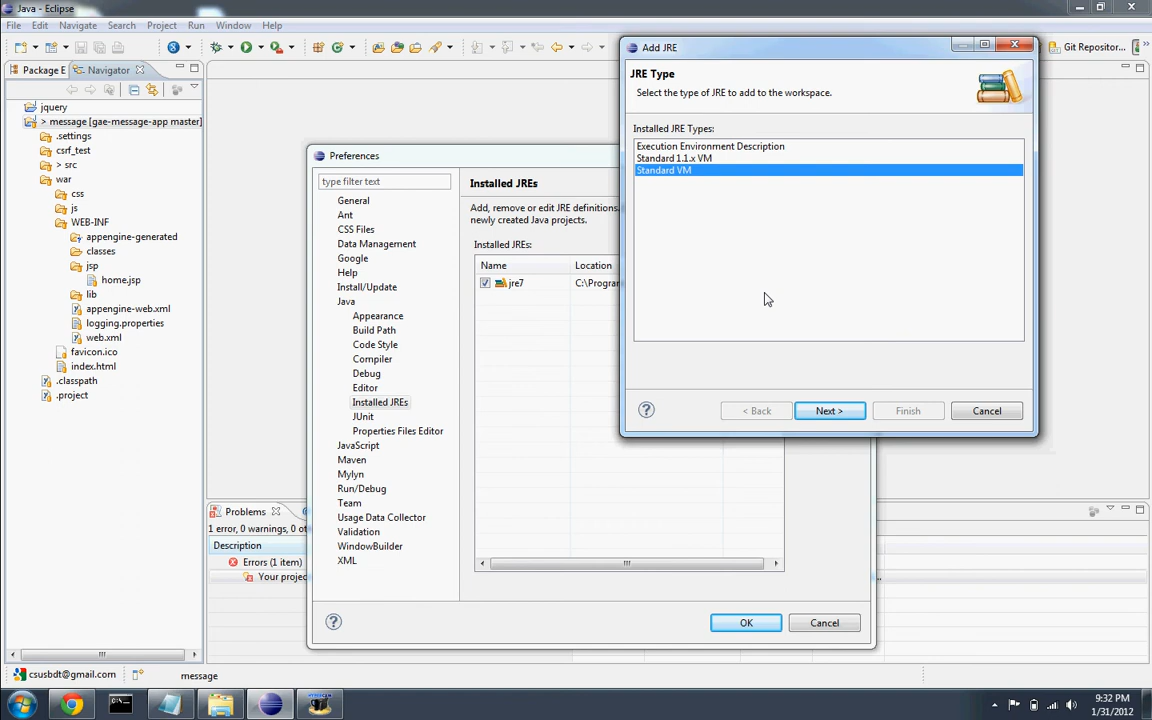 Java - Eclipse
File Edit Navigate Search Project Run Window Help
Git Repositor...
Package E
Navigator
jquery
> message [gae-message-app master]
.settings
csrf_test
> src
war
css
js
WEB-INF
appengine-generated
classes
jsp
home.jsp
lib
appengine-web.xml
logging.properties
web.xml
favicon.ico
index.html
.classpath
.project
Preferences
type filter text
General
Ant
CSS Files
Data Management
Google
Help
Install/Update
Java
Appearance
Build Path
Code Style
Compiler
Debug
Editor
Installed JREs
JUnit
Properties Files Editor
JavaScript
Maven
Mylyn
Run/Debug
Team
Usage Data Collector
Validation
WindowBuilder
XML
Installed JREs
Add, remove or edit JRE definitions.
newly created Java projects.
Installed JREs:
Name Location
jre7 C:\Progran
OK Cancel
Add JRE
JRE Type
Select the type of JRE to add to the workspace.
Installed JRE Types:
Execution Environment Description
Standard 1.1.x VM
Standard VM
< Back Next > Finish Cancel
Problems
1 error, 0 warnings, 0 ot
Description
Errors (1 item)
Your projec
csusbdt@gmail.com
message
9:32 PM
1/31/2012